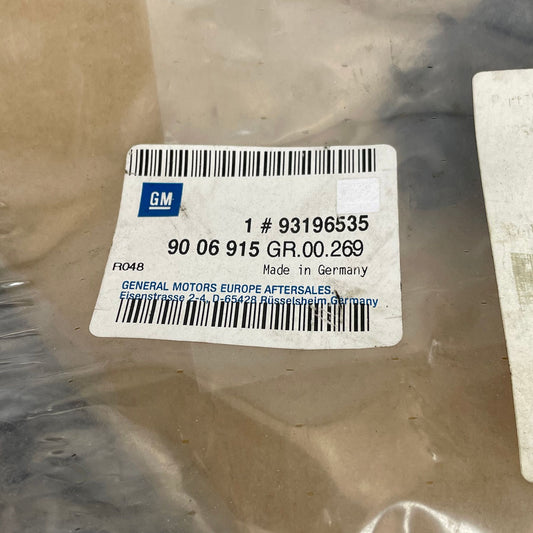 GM
1 # 93196535
90 06 915 GR.00.269
R048
Made in Germany
GENERAL MOTORS EUROPE AFTERSALES.
Eisenstrasse 2-4, D-65428 Rüsselsheim, Germany